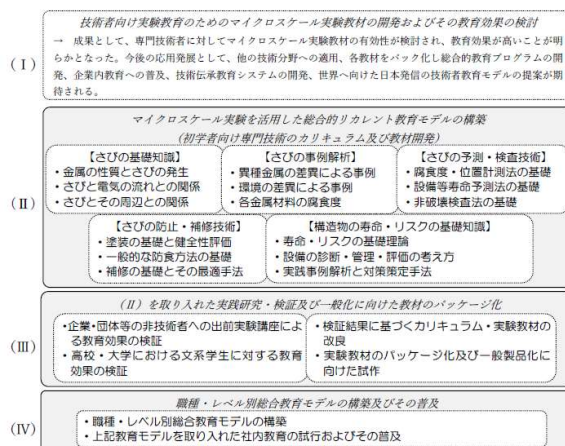 技術者向け実験教育のためのマイクロスケール実験教材の開発およびその教育効果の検討
(Ⅰ)
→ 成果として、専門技術者に対してマイクロスケール実験教材の有効性が検討され、教育効果が高いことが明
らかとなった。今後の応用発展として、他の技術分野への適用、各教材をパック化し総合的教育プログラムの開
発、企業内教育への普及、技術伝承教育システムの開発、世界へ向けた日本発信の技術者教育モデルの提案が期
待される。
マイクロスケール実験を活用した総合的リカレント教育モデルの構築
(初学者向け専門技術のカリキュラム及び教材開発)
(Ⅱ)
【さびの基礎知識】
・金属の性質とさびの発生
・さびと電気の流れとの関係
・さびとその周辺との関係
【さびの事例解析】
・異種金属の差異による事例
・環境の差異による事例
・各金属材料の腐食度
【さびの予測・検査技術】
・腐食度・位置計測法の基礎
・設備等寿命予測法の基礎
・非破壊検査法の基礎
【さびの防止・補修技術】
・塗装の基礎と健全性評価
・一般的な防食方法の基礎
・補修の基礎とその最適手法
【構造物の寿命・リスクの基礎知識】
・寿命・リスクの基礎理論
・設備の診断・管理・評価の考え方
・実践事例解析と対策策定手法
(Ⅱ)を取り入れた実践研究・検証及び一般化に向けた教材のパッケージ化
(Ⅲ)
・企業・団体等の非技術者への出前実験講座によ
る教育効果の検証
・高校・大学における文系学生に対する教育
効果の検証
・検証結果に基づくカリキュラム・実験教材の
改良
・実験教材のパッケージ化及び一般製品化に
向けた試作
職種・レベル別総合教育モデルの構築及びその普及
(Ⅳ)
・職種・レベル別総合教育モデルの構築
・上記教育モデルを取り入れた社内教育の試行およびその普及